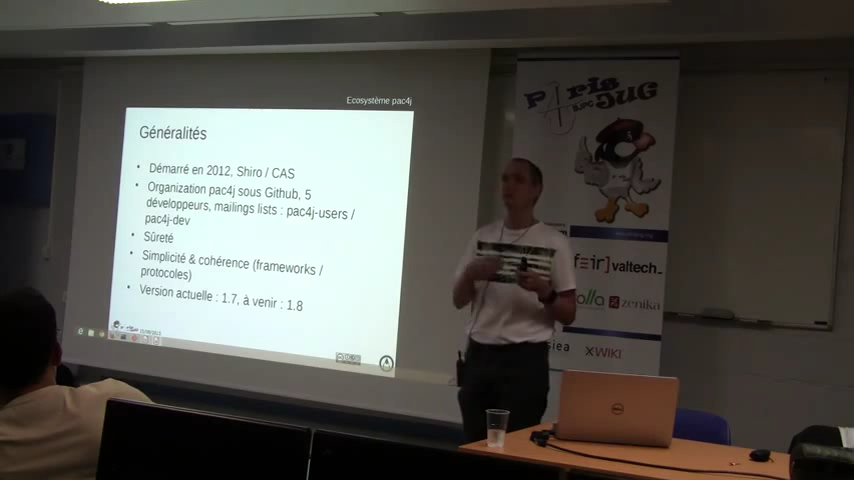 Ecosystème pac4j
Généralités
• Démarré en 2012, Shiro / CAS
• Organization pac4j sous Github, 5
développeurs, mailings lists : pac4j-users /
pac4j-dev
• Sûreté
• Simplicité & cohérence (frameworks /
protocoles)
• Version actuelle : 1.7, à venir : 1.8
Paris
JUG
valtech_
zenika
XWIKI
DELL